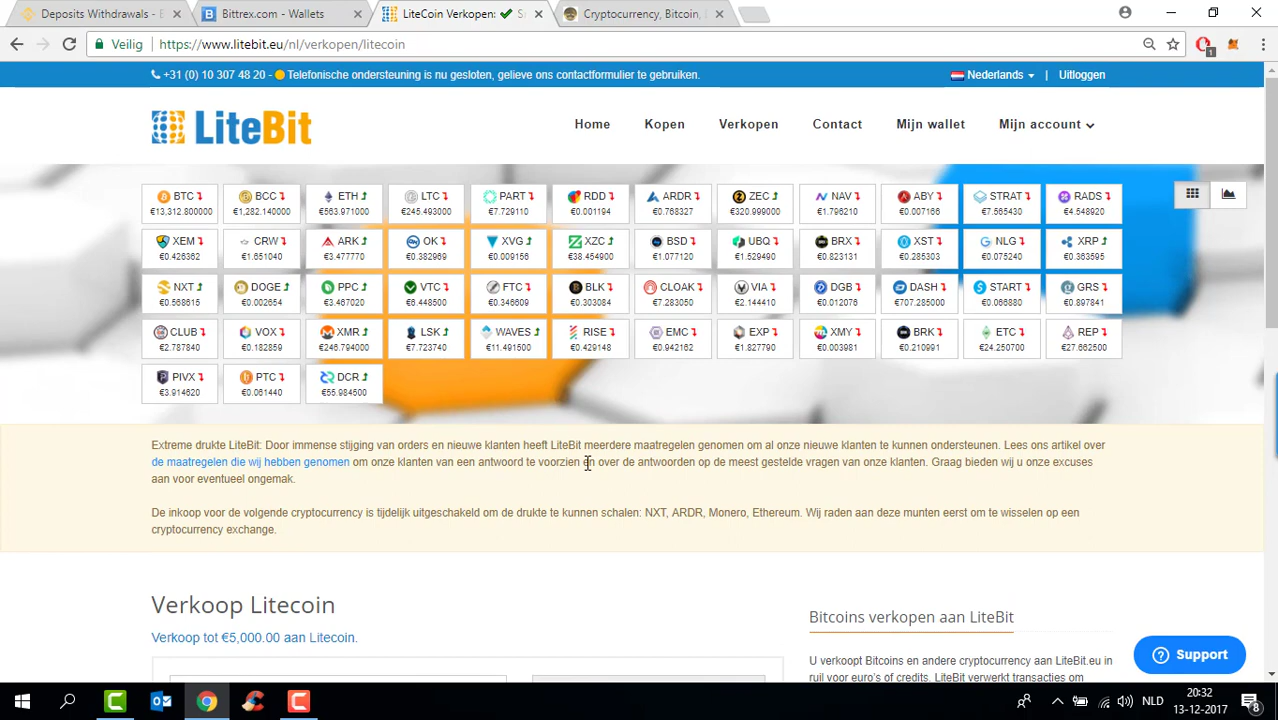 Deposits Withdrawals - E
Bittrex.com - Wallets
LiteCoin Verkopen: ✔ S
Cryptocurrency, Bitcoin,
Veilig https://www.litebit.eu/nl/verkopen/litecoin
1
+31 (0) 10 307 48 20 - Telefonische ondersteuning is nu gesloten, gelieve ons contactformulier te gebruiken.
Nederlands | Uitloggen
LiteBit
Home Kopen Verkopen Contact Mijn wallet Mijn account
BTC BCC ETH LTC PART RDD ARDR ZEC NAV ABY STRAT RADS
€13,312.800000 €1,282.140000 €563.971000 €245.493000 €7.729110 €0.001194 €0.768327 €320.999000 €1.796210 €0.007166 €7.565430 €4.548920
XEM CRW ARK OK XVG XZC BSD UBQ BRX XST NLG XRP
€0.426362 €1.651040 €3.477770 €0.382969 €0.009156 €38.454900 €1.077120 €1.529490 €0.823131 €0.285303 €0.075240 €0.363595
NXT DOGE PPC VTC FTC BLK CLOAK VIA DGB DASH START GRS
€0.568615 €0.002654 €3.467020 €6.448500 €0.346609 €0.303084 €7.283050 €2.144410 €0.012076 €707.285000 €0.066880 €0.897841
CLUB VOX XMR LSK WAVES RISE EMC EXP XMY BRK ETC REP
€2.787840 €0.182859 €246.794000 €7.723740 €11.491500 €0.429148 €0.942162 €1.827790 €0.003981 €0.210991 €24.250700 €27.662500
PIVX PTC DCR
€3.914620 €0.061440 €55.984500
Extreme drukte LiteBit: Door immense stijging van orders en nieuwe klanten heeft LiteBit meerdere maatregelen genomen om al onze nieuwe klanten te kunnen ondersteunen. Lees ons artikel over
de maatregelen die wij hebben genomen om onze klanten van een antwoord te voorzien en over de antwoorden op de meest gestelde vragen van onze klanten. Graag bieden wij u onze excuses
aan voor eventueel ongemak.
De inkoop voor de volgende cryptocurrency is tijdelijk uitgeschakeld om de drukte te kunnen schalen: NXT, ARDR, Monero, Ethereum. Wij raden aan deze munten eerst om te wisselen op een
cryptocurrency exchange.
Verkoop Litecoin
Verkoop tot €5,000.00 aan Litecoin.
Bitcoins verkopen aan LiteBit
U verkoopt Bitcoins en andere cryptocurrency aan LiteBit.eu in
ruil voor euro's of credits. LiteBit verwerkt transacties om
Support
NLD
20:32
13-12-2017
8